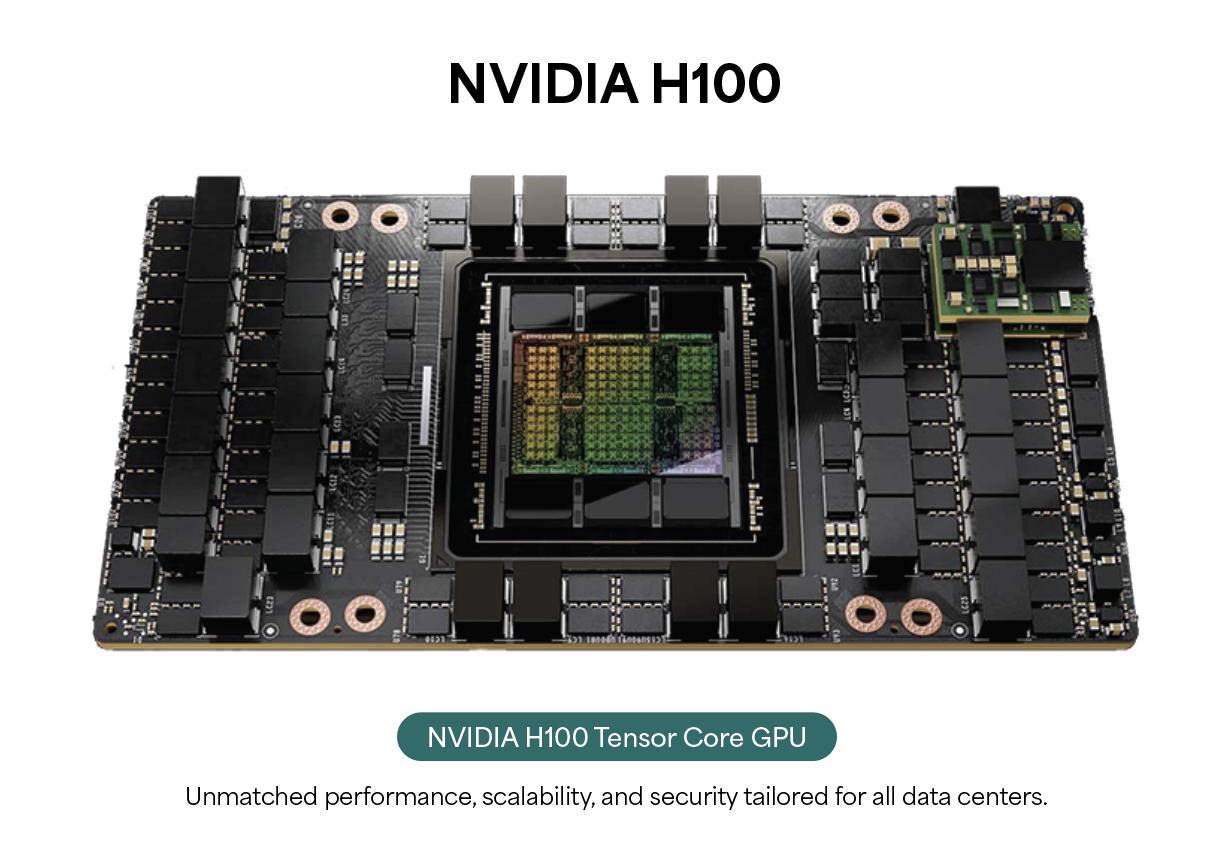 NVIDIA H100
NVIDIA H100 Tensor Core GPU
Unmatched performance, scalability, and security tailored for all data centers.